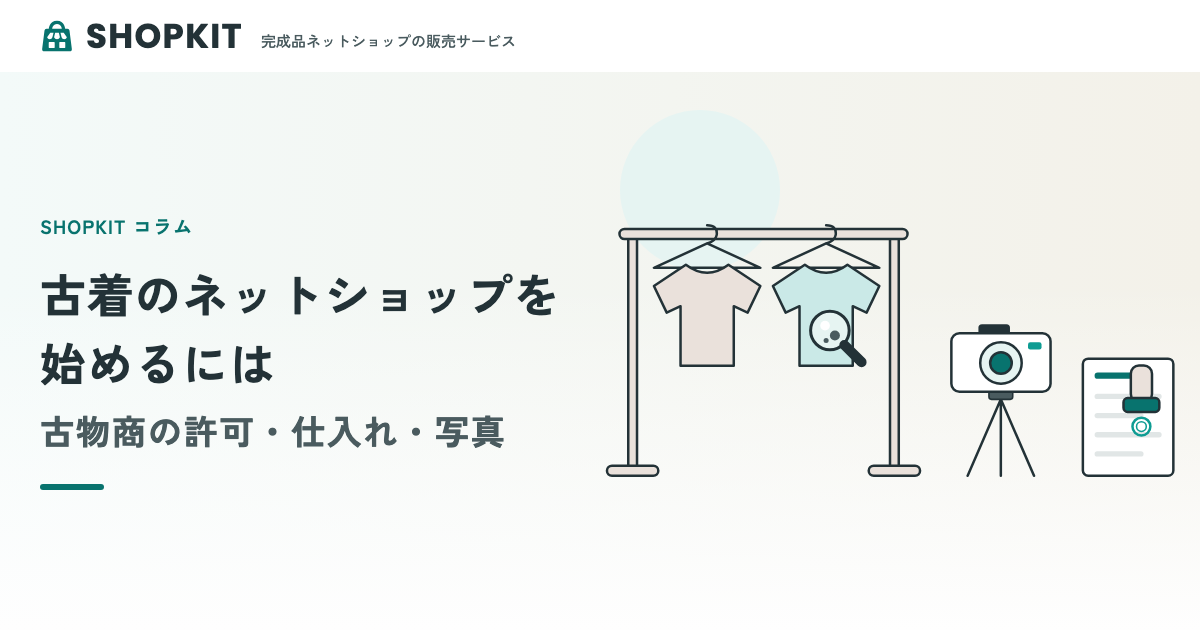 SHOPKIT 完成品ネットショップの販売サービス
SHOPKIT コラム
古着のネットショップを
始めるには
古物商の許可・仕入れ・写真